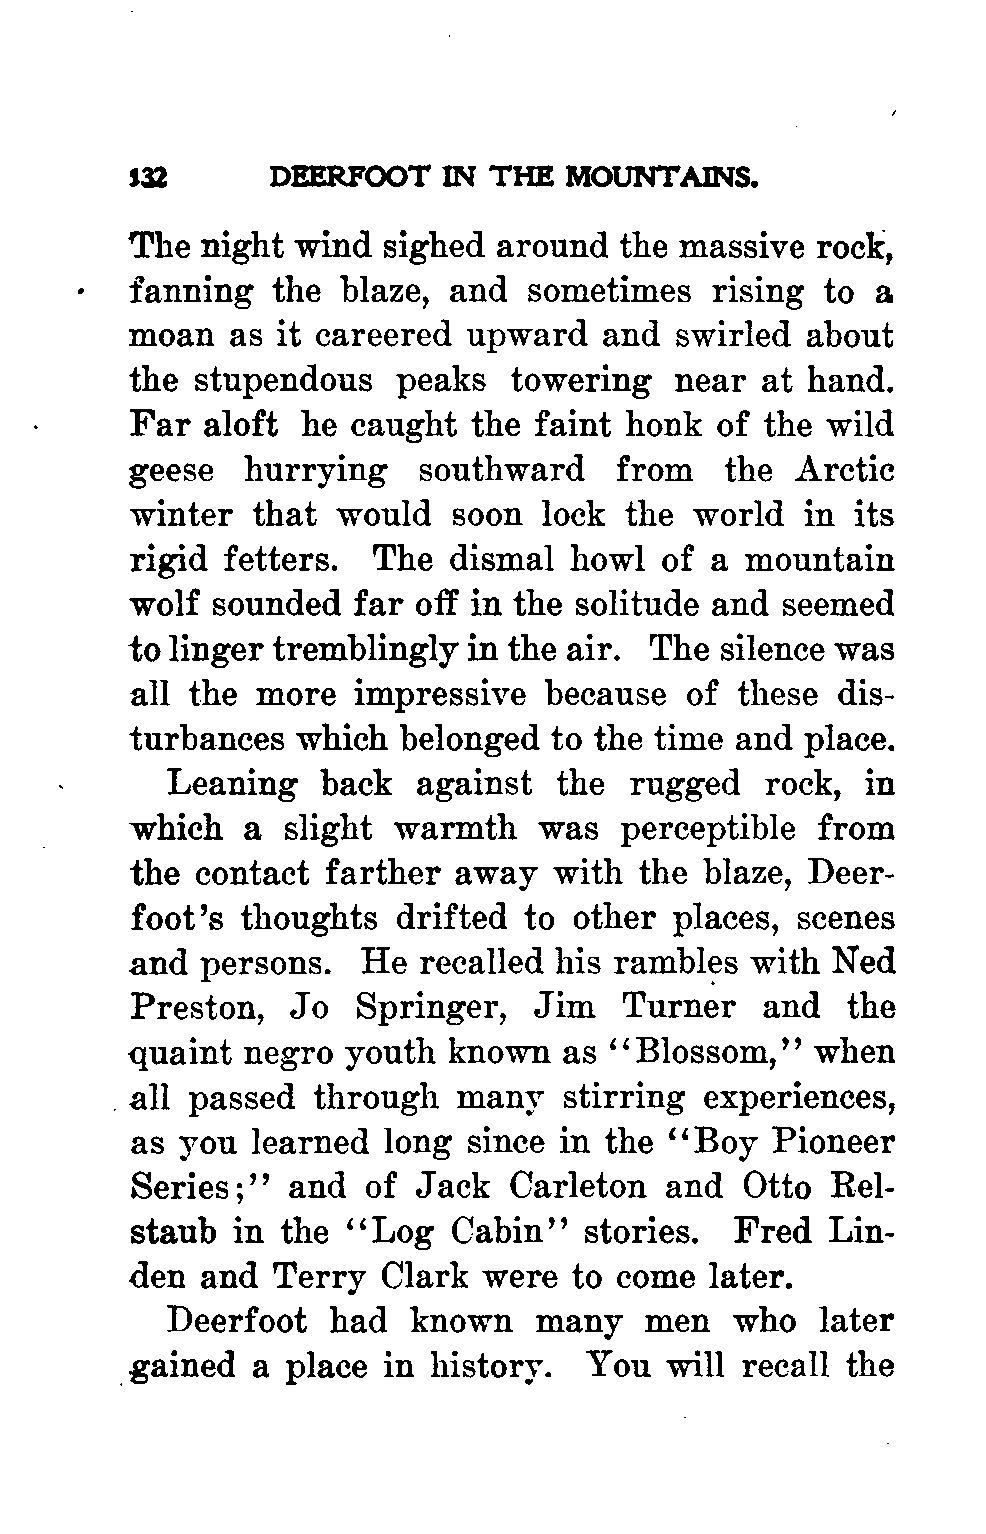 132 DEERFOOT IN THE MOUNTAINS.
The night wind sighed around the massive rock,
fanning the blaze, and sometimes rising to a
moan as it careered upward and swirled about
the stupendous peaks towering near at hand.
Far aloft he caught the faint honk of the wild
geese hurrying southward from the Arctic
winter that would soon lock the world in its
rigid fetters. The dismal howl of a mountain
wolf sounded far off in the solitude and seemed
to linger tremblingly in the air. The silence was
all the more impressive because of these dis-
turbances which belonged to the time and place.
Leaning back against the rugged rock, in
which a slight warmth was perceptible from
the contact farther away with the blaze, Deer-
foot's thoughts drifted to other places, scenes
and persons. He recalled his rambles with Ned
Preston, Jo Springer, Jim Turner and the
quaint negro youth known as "Blossom," when
all passed through many stirring experiences,
as you learned long since in the "Boy Pioneer
Series;" and of Jack Carleton and Otto Rel-
staub in the "Log Cabin" stories. Fred Lin-
den and Terry Clark were to come later.
Deerfoot had known many men who later
gained a place in history. You will recall the